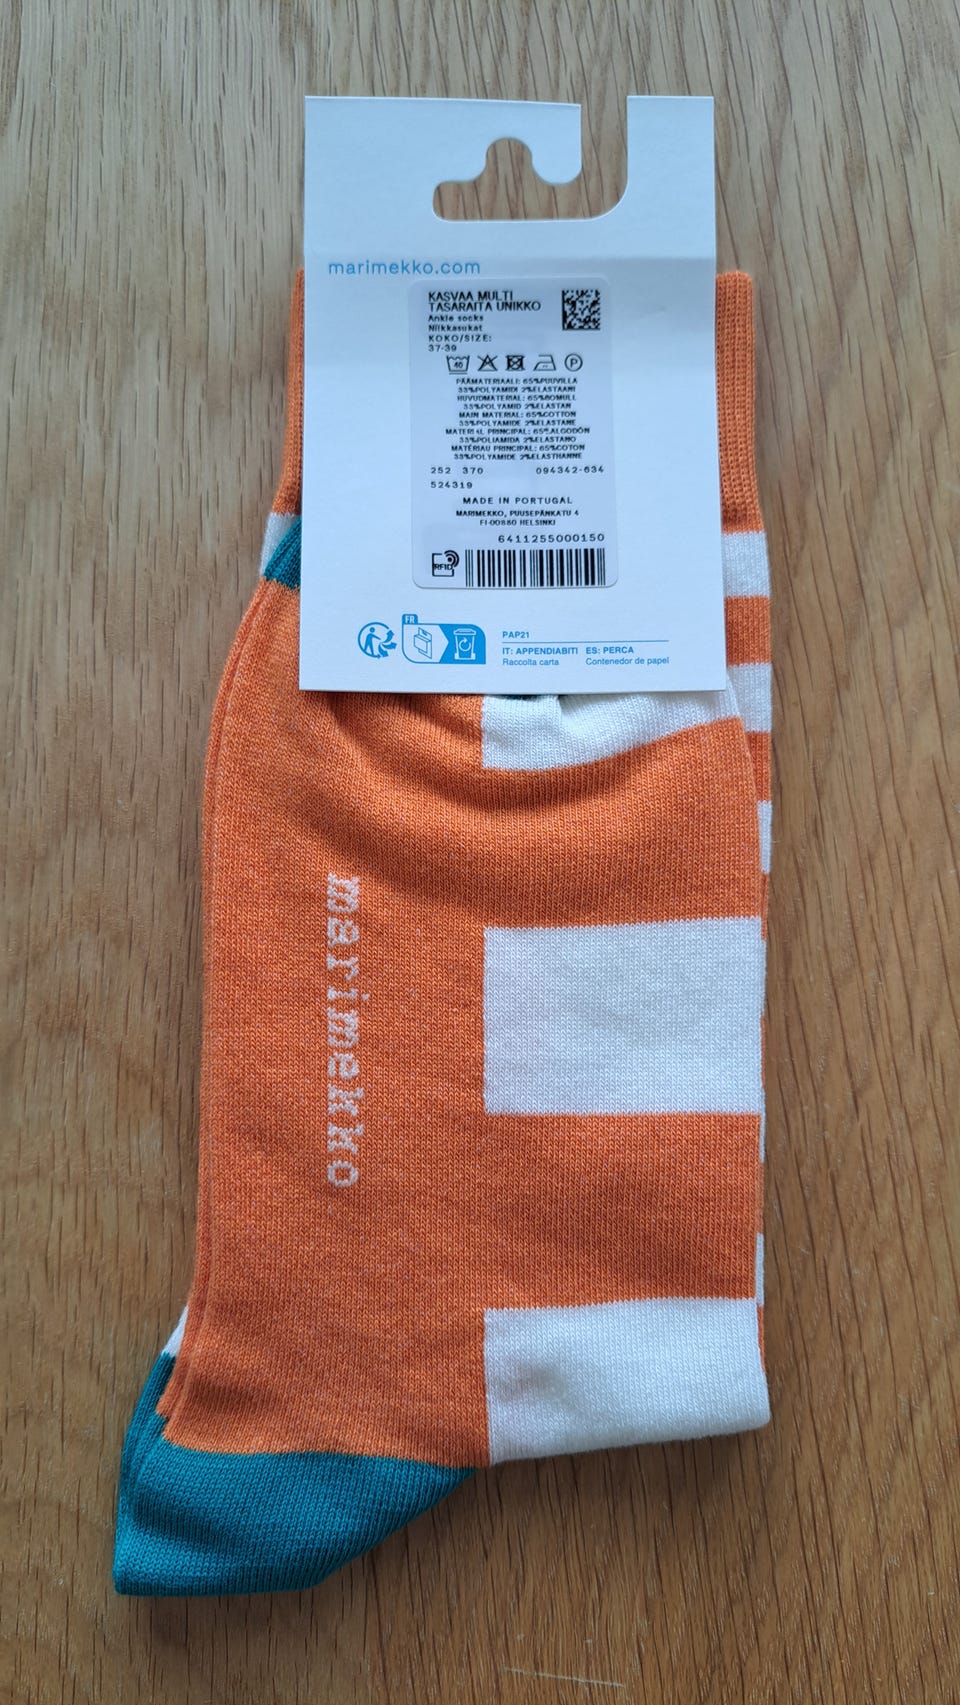 marimekko.com
KASVAA MULTI
TASARAITA UNIKKO
Ankle socks
Nilkkasukat
KOKO/SIZE:
37-39
40
P
PÄÄMATERIAALI: 65%PUUVILLA
33%POLYAMIDI 2%ELASTAANI
HUVUDMATERIAL: 65%BOMULL
33%POLYAMID 2%ELASTAN
MAIN MATERIAL: 65%COTTON
33%POLYAMIDE 2%ELASTANE
MATERIAL PRINCIPAL: 65%ALGODÓN
33%POLIAMIDA 2%ELASTANO
MATÉRIAU PRINCIPAL: 65%COTON
33%POLYAMIDE 2%ELASTHANNE
252 370 094342-634
524319
MADE IN PORTUGAL
MARIMEKKO, PUUSEPÄNKATU 4
FI-00880 HELSINKI
6411255000150
RFID
FR
PAP21
IT: APPENDIABITI ES: PERCA
Raccolta carta Contenedor de papel
marimekko